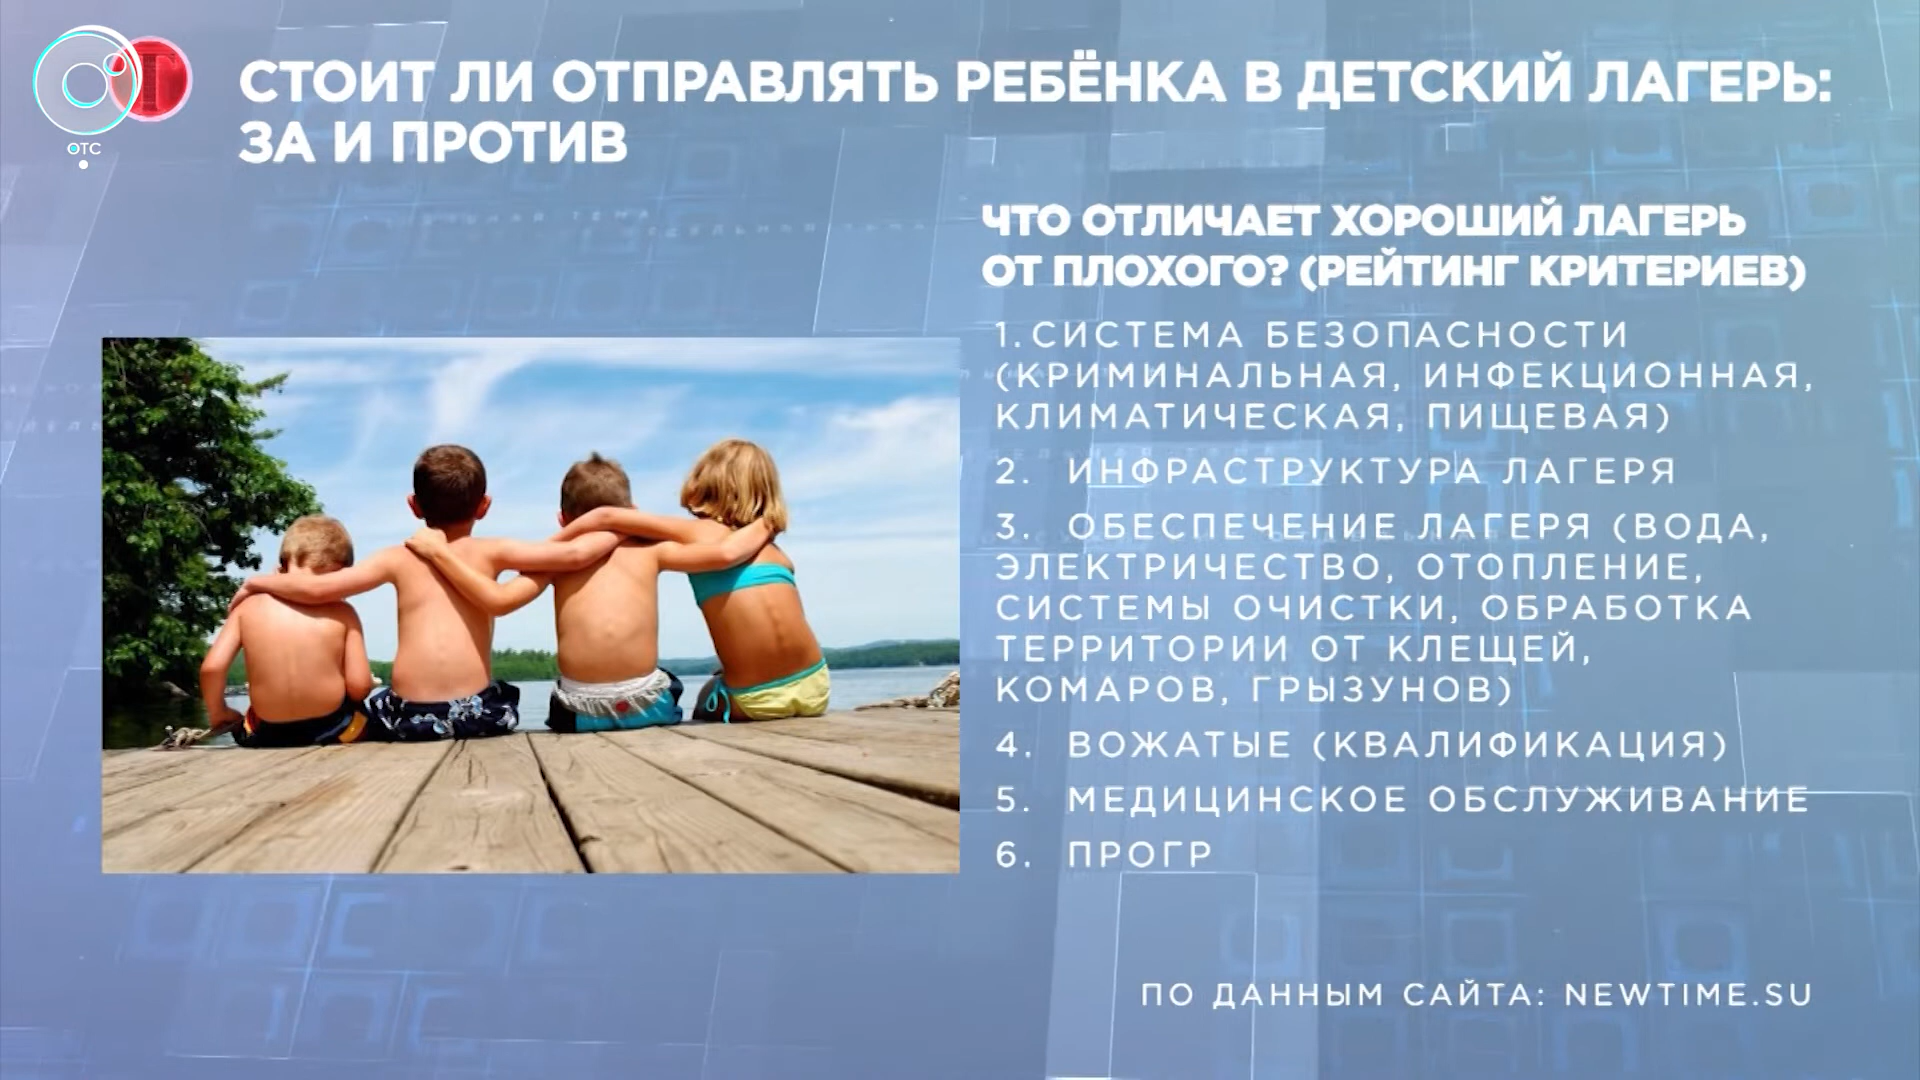 ОТС
СТОИТ ЛИ ОТПРАВЛЯТЬ РЕБЁНКА В ДЕТСКИЙ ЛАГЕРЬ:
ЗА И ПРОТИВ
ЧТО ОТЛИЧАЕТ ХОРОШИЙ ЛАГЕРЬ
ОТ ПЛОХОГО? (РЕЙТИНГ КРИТЕРИЕВ)
1. СИСТЕМА БЕЗОПАСНОСТИ
(КРИМИНАЛЬНАЯ, ИНФЕКЦИОННАЯ,
КЛИМАТИЧЕСКАЯ, ПИЩЕВАЯ)
2. ИНФРАСТРУКТУРА ЛАГЕРЯ
3. ОБЕСПЕЧЕНИЕ ЛАГЕРЯ (ВОДА,
ЭЛЕКТРИЧЕСТВО, ОТОПЛЕНИЕ,
СИСТЕМЫ ОЧИСТКИ, ОБРАБОТКА
ТЕРРИТОРИИ ОТ КЛЕЩЕЙ,
КОМАРОВ, ГРЫЗУНОВ)
4. ВОЖАТЫЕ (КВАЛИФИКАЦИЯ)
5. МЕДИЦИНСКОЕ ОБСЛУЖИВАНИЕ
6. ПРОГР
ПО ДАННЫМ САЙТА: NEWTIME.SU